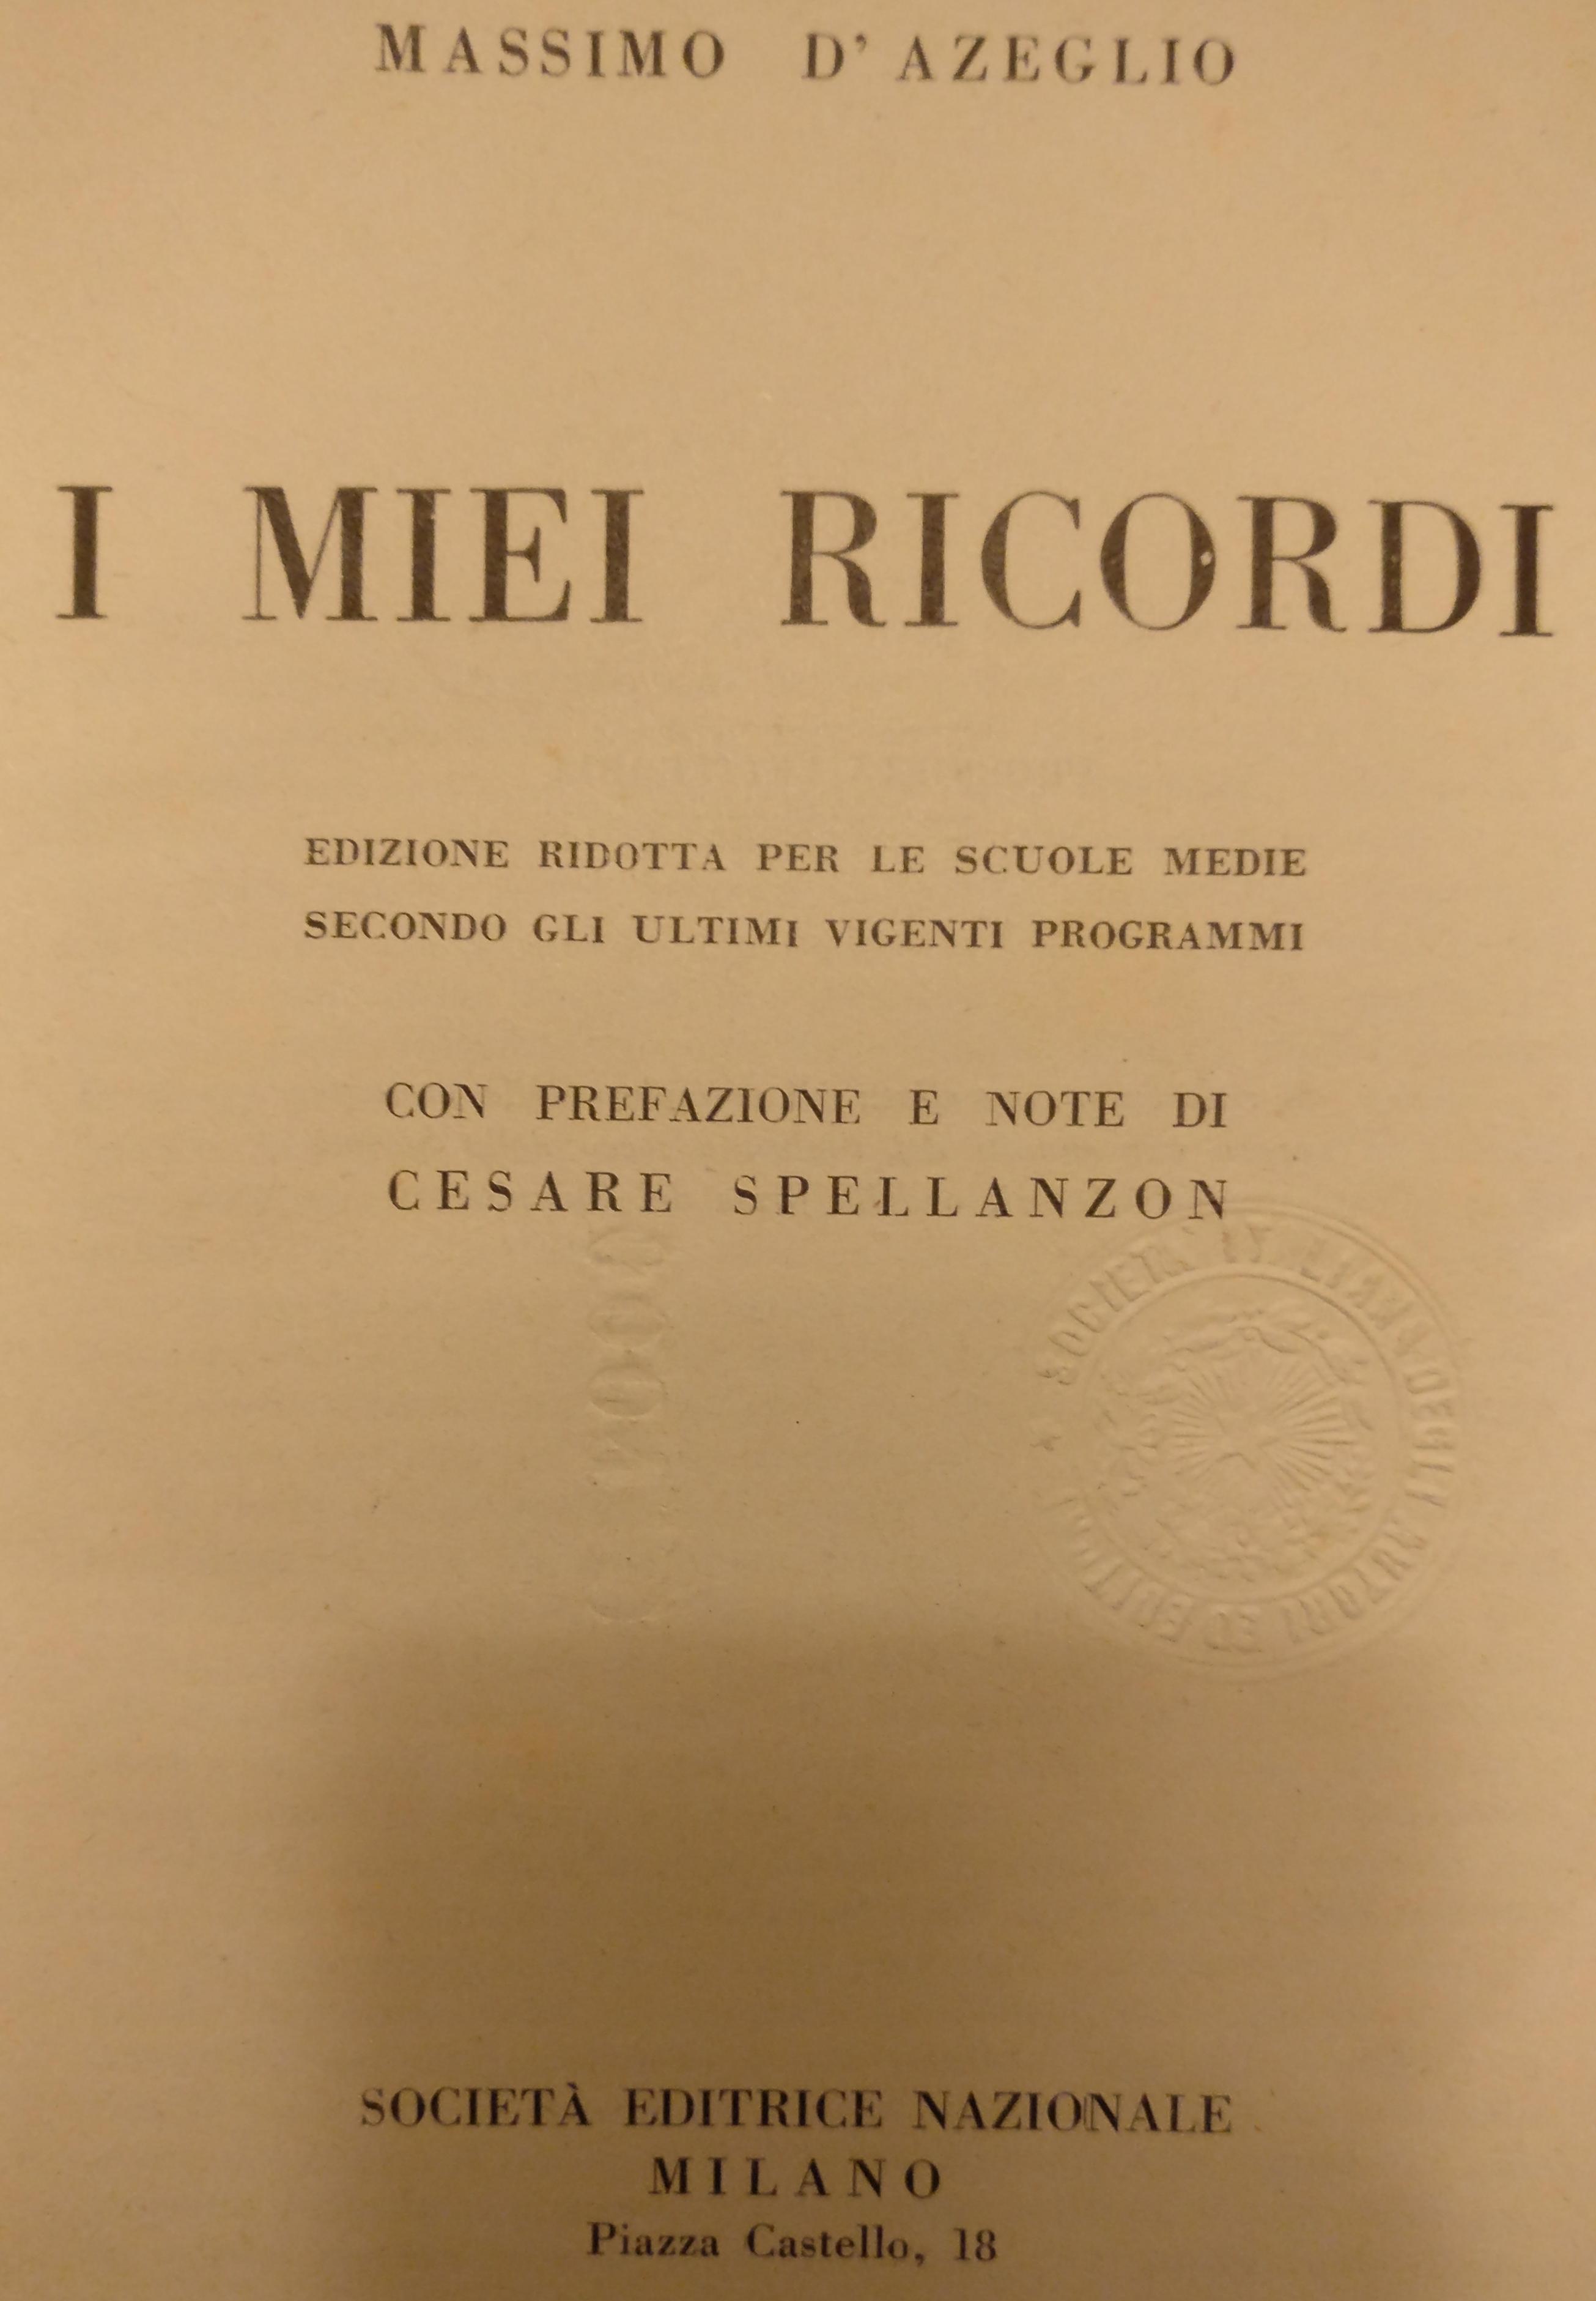 MASSIMO D' AZEGLIO
I MIEI RICORDI
EDIZIONE RIDOTTA PER LE SCUOLE MEDIE
SECONDO GLI ULTIMI VIGENTI PROGRAMMI
CON PREFAZIONE E NOTE DI
CESARE SPELLANZON
SOCIETÀ ITALIANA DEGLI AUTORI ED EDITORI
SOCIETÀ EDITRICE NAZIONALE
MILANO
Piazza Castello, 18